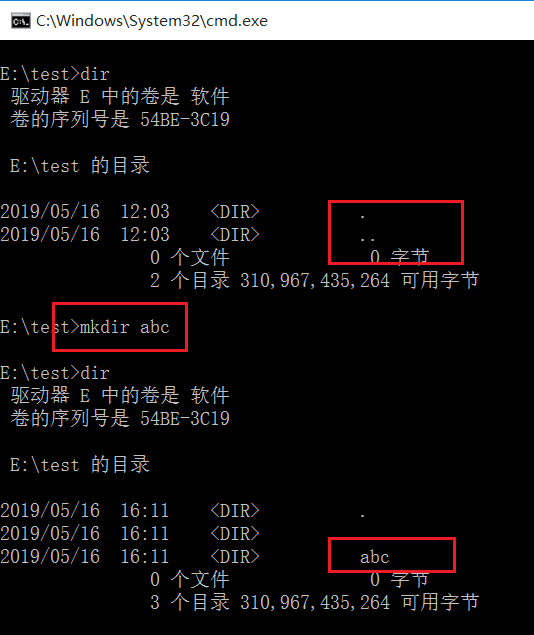 C:\Windows\System32\cmd.exe
E:\test>dir
驱动器 E 中的卷是 软件
卷的序列号是 54BE-3C19
E:\test 的目录
2019/05/16  12:03    <DIR>          .
2019/05/16  12:03    <DIR>          ..
0 个文件              0 字节
2 个目录 310,967,435,264 可用字节
E:\test>mkdir abc
E:\test>dir
驱动器 E 中的卷是 软件
卷的序列号是 54BE-3C19
E:\test 的目录
2019/05/16  16:11    <DIR>          .
2019/05/16  16:11    <DIR>
2019/05/16  16:11    <DIR>          abc
0 个文件              0 字节
3 个目录 310,967,435,264 可用字节